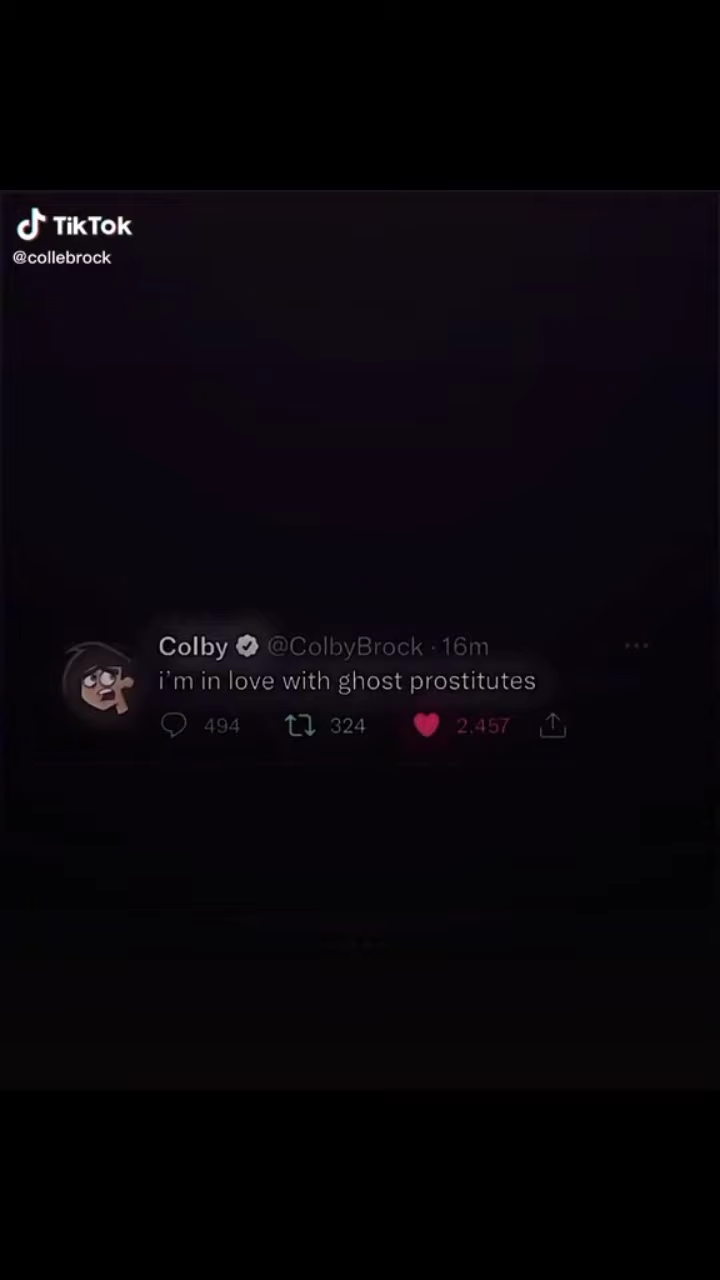 TikTok
@collebrock
Colby @ColbyBrock · 16m
i'm in love with ghost prostitutes
494 324 2.457